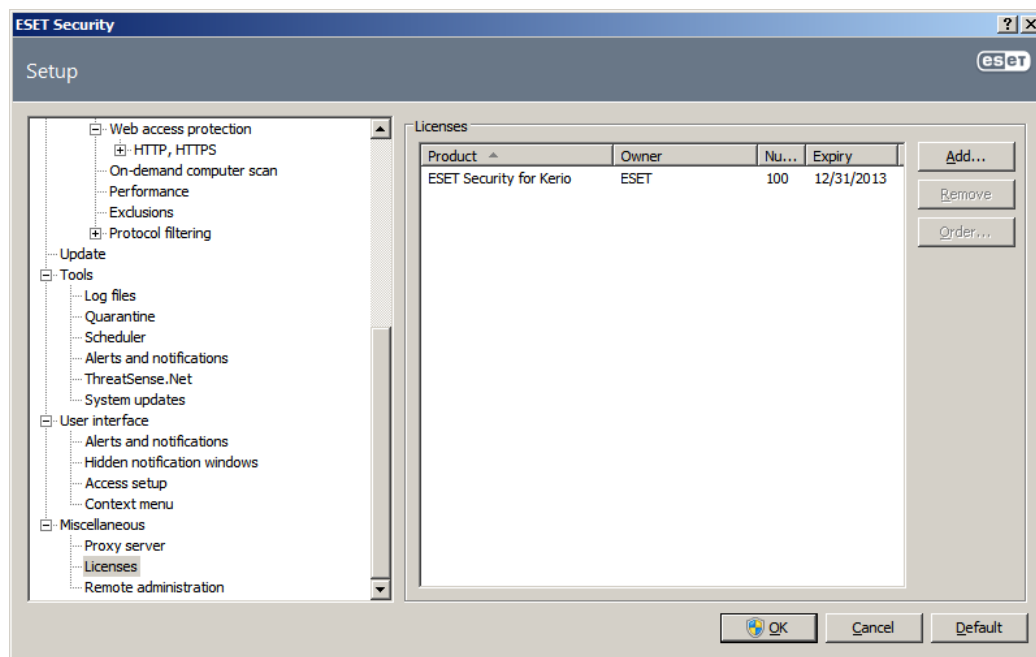 ESET Security
Setup
eset
Web access protection
HTTP, HTTPS
On-demand computer scan
Performance
Exclusions
Protocol filtering
Update
Tools
Log files
Quarantine
Scheduler
Alerts and notifications
ThreatSense.Net
System updates
User interface
Alerts and notifications
Hidden notification windows
Access setup
Context menu
Miscellaneous
Proxy server
Licenses
Remote administration
Licenses
Product Owner Nu... Expiry
ESET Security for Kerio ESET 100 12/31/2013
Add...
Remove
Order...
OK Cancel Default